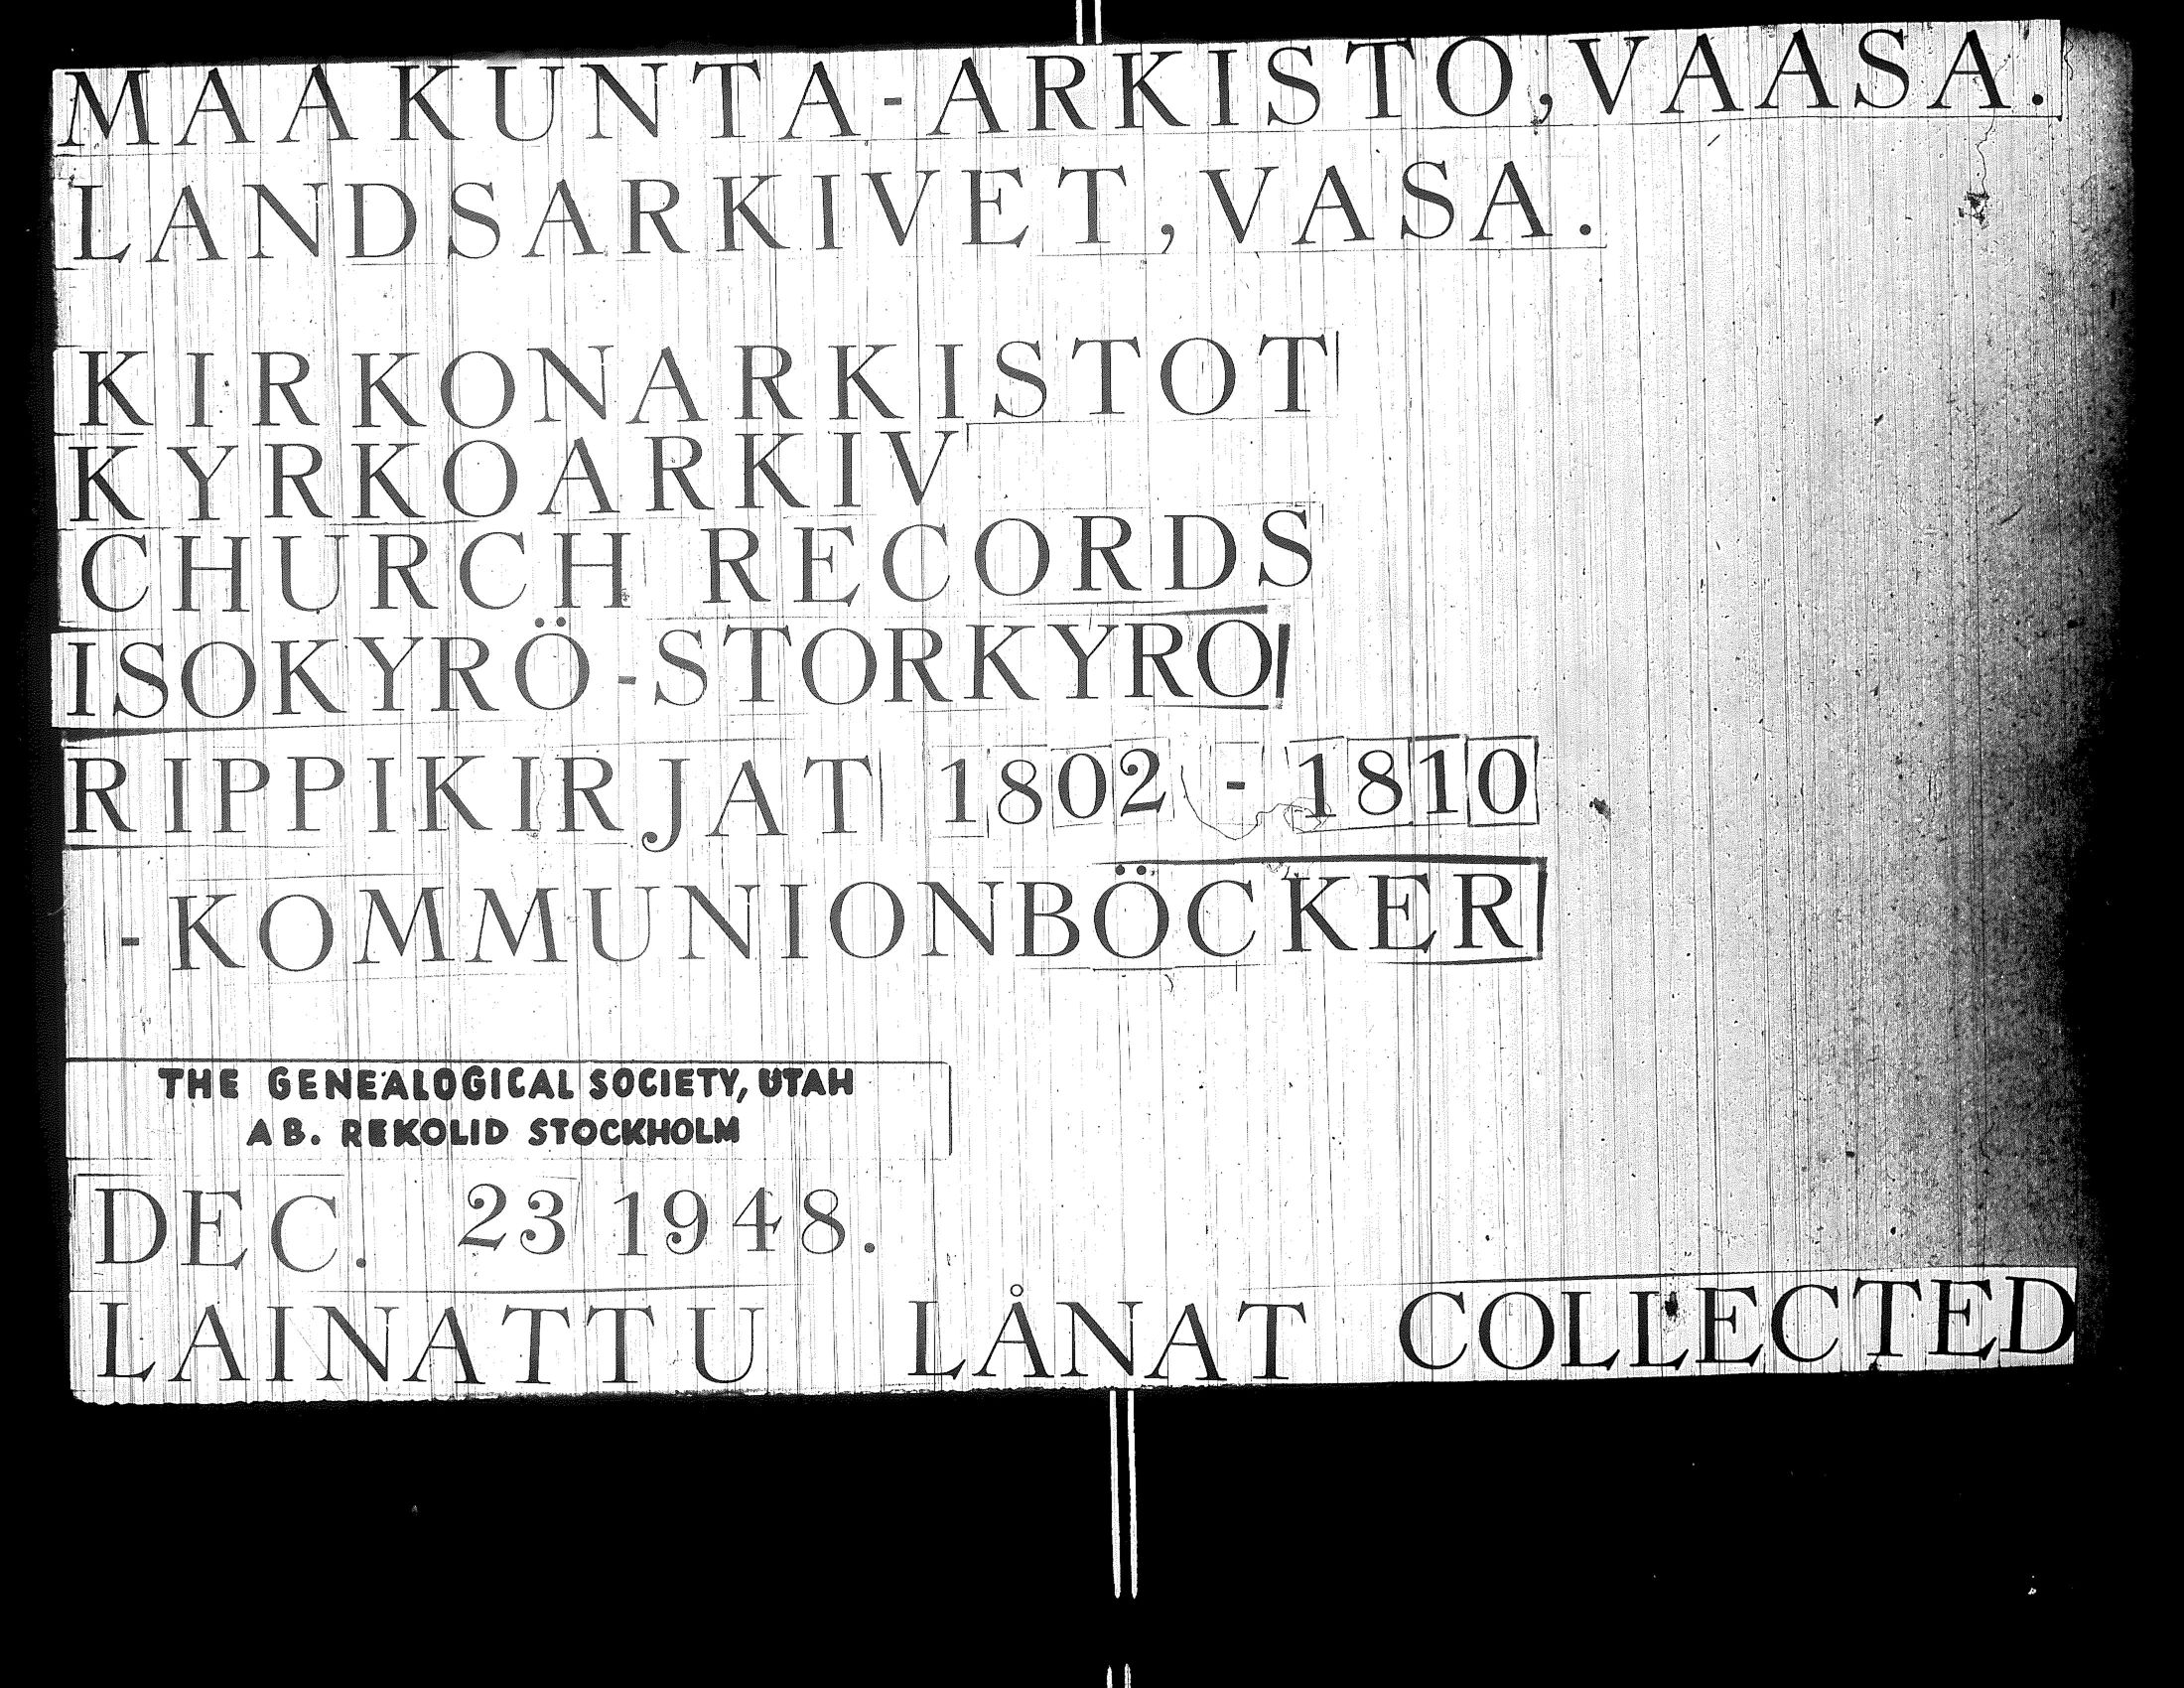 MAAKUNTA-ARKISTO, VAASA.
LANDSARKIVET, VASA.
KIRKONARKISTOT
KYRKOARKIV
CHURCH RECORDS
ISOKYRÖ-STORKYRO
RIPPIKIRJAT 1802 - 1810
-KOMMUNIONBÖCKER
THE GENEALOGICAL SOCIETY, UTAH
AB. REKOLID STOCKHOLM
DEC. 23 1948.
LAINATTU LÅNAT COLLECTED